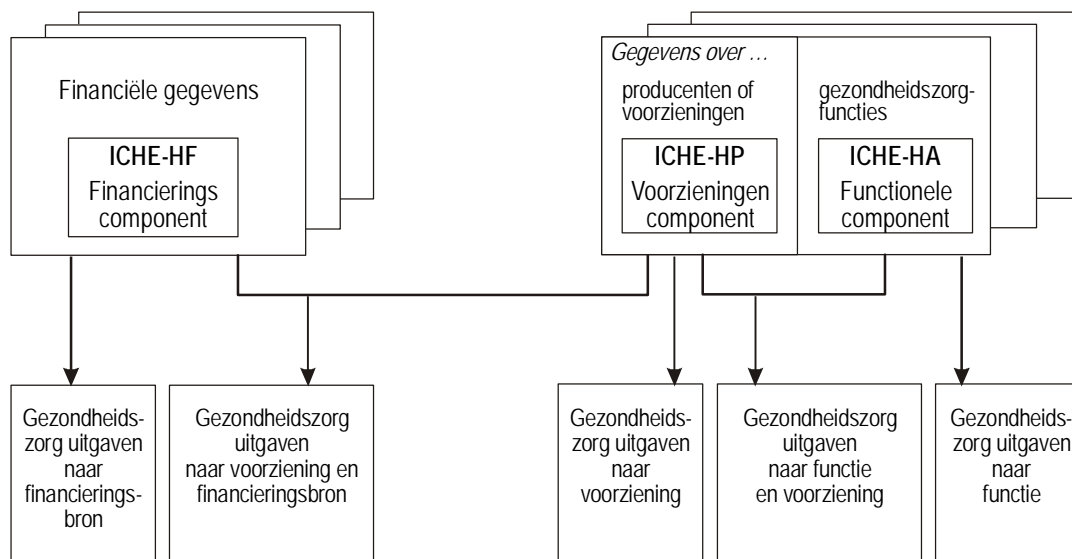 Financiële gegevens
ICHE-HF
Financierings
component
Gegevens over ...
producenten of
voorzieningen
ICHE-HP
Voorzieningen
component
gezondheidszorg-
functies
ICHE-HA
Functionele
component
Gezondheids-
zorg uitgaven
naar
financierings-
bron
Gezondheidszorg
uitgaven
naar voorziening en
financieringsbron
Gezondheids-
zorg uitgaven
naar
voorziening
Gezondheidszorg
uitgaven
naar functie
en voorziening
Gezondheids-
zorg uitgaven
naar
functie